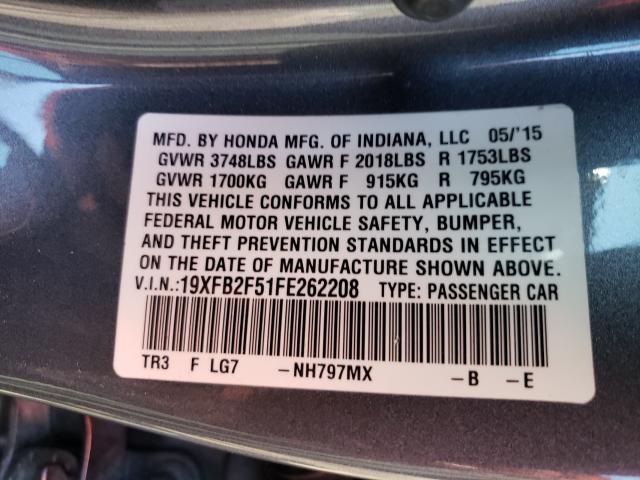 MFD. BY HONDA MFG. OF INDIANA, LLC 05/'15
GVWR 3748LBS GAWR F 2018LBS R 1753LBS
GVWR 1700KG GAWR F 915KG R 795KG
THIS VEHICLE CONFORMS TO ALL APPLICABLE
FEDERAL MOTOR VEHICLE SAFETY, BUMPER,
AND THEFT PREVENTION STANDARDS IN EFFECT
ON THE DATE OF MANUFACTURE SHOWN ABOVE.
V.I.N.:19XFB2F51FE262208 TYPE: PASSENGER CAR
TR3 F LG7 -NH797MX -B -E